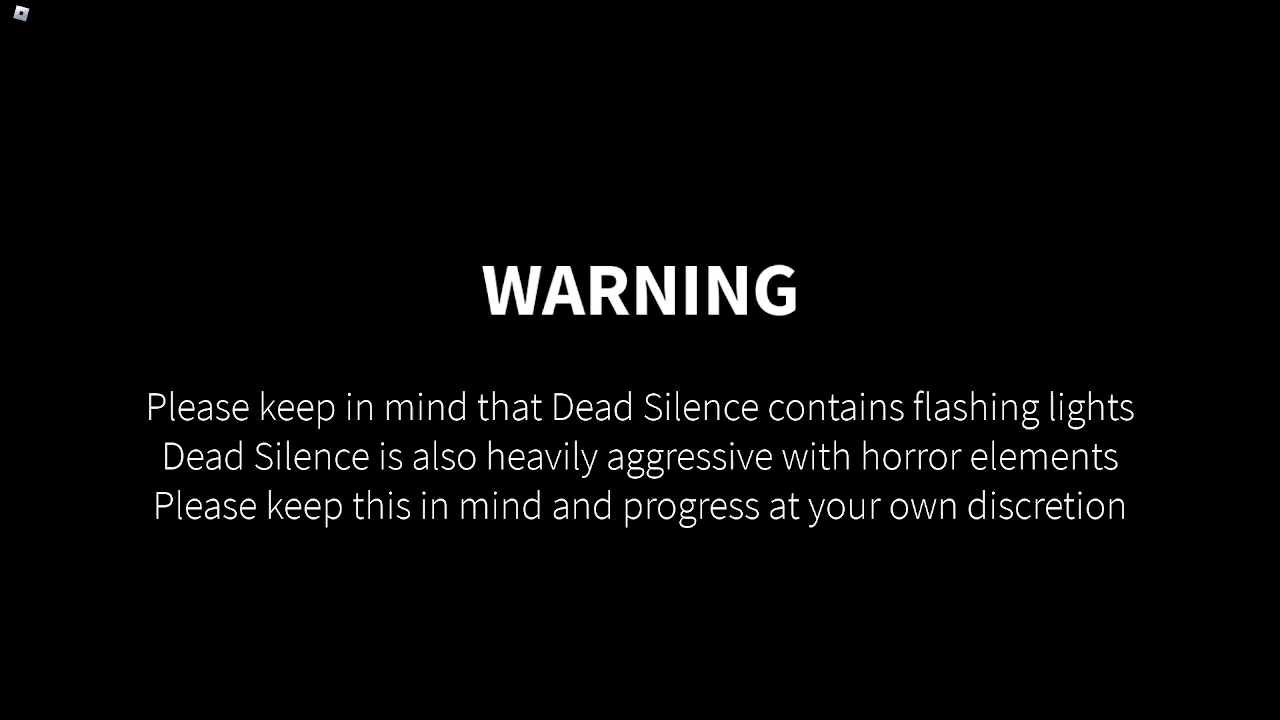 WARNING
Please keep in mind that Dead Silence contains flashing lights
Dead Silence is also heavily aggressive with horror elements
Please keep this in mind and progress at your own discretion